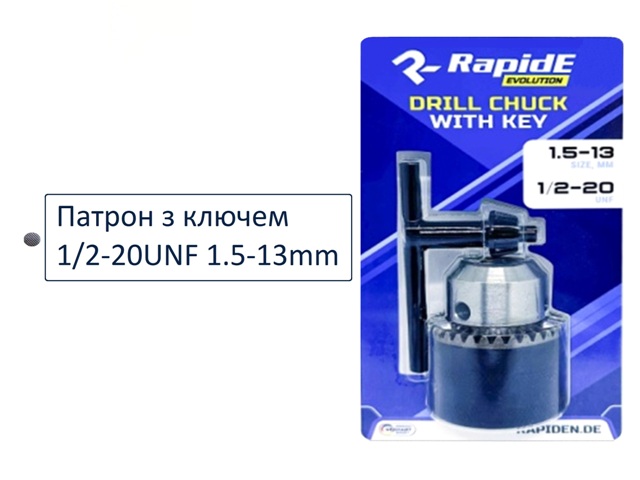 Патрон з ключем
1/2-20UNF 1.5-13mm
RapidE
EVOLUTION
DRILL CHUCK
WITH KEY
1.5-13
SIZE, MM
1/2-20
UNF
RAPIDEN.DE